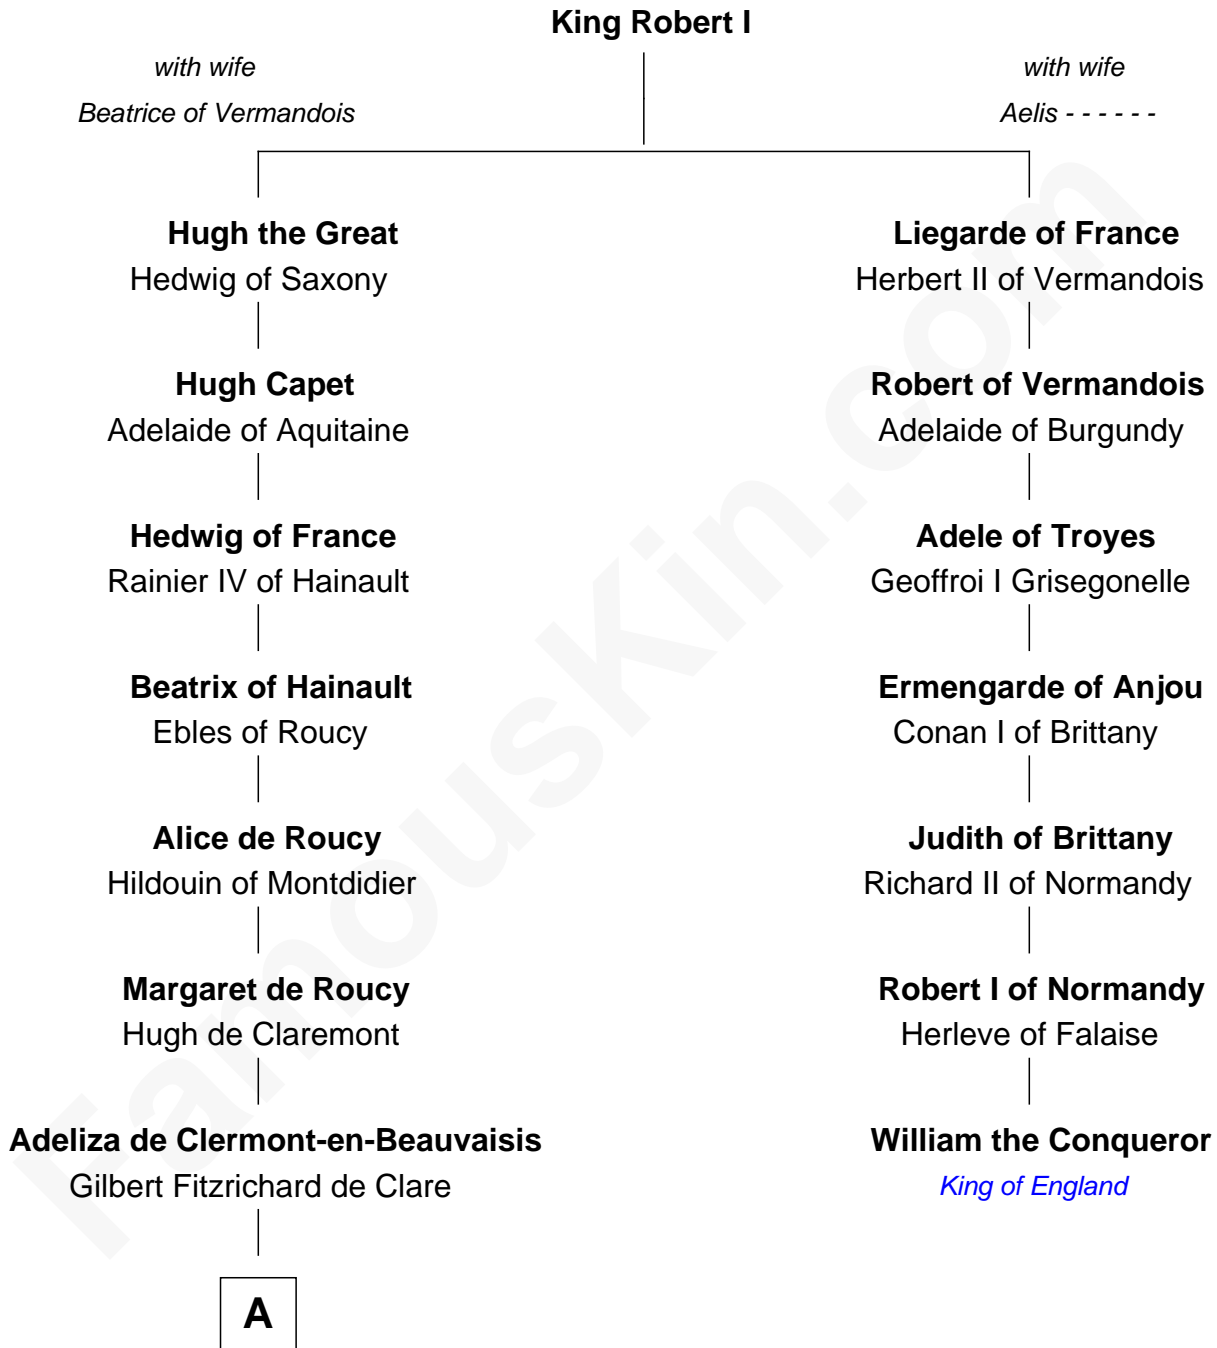 King Robert I
with wife
Beatrice of Vermandois
with wife
Aelis - - - - - -
Hugh the Great
Hedwig of Saxony
Liegarde of France
Herbert II of Vermandois
Hugh Capet
Adelaide of Aquitaine
Robert of Vermandois
Adelaide of Burgundy
Hedwig of France
Rainier IV of Hainault
Adele of Troyes
Geoffroi I Grisegonelle
Beatrix of Hainault
Ebles of Roucy
Ermengarde of Anjou
Conan I of Brittany
Alice de Roucy
Hildouin of Montdidier
Judith of Brittany
Richard II of Normandy
Margaret de Roucy
Hugh de Claremont
Robert I of Normandy
Herleve of Falaise
Adeliza de Clermont-en-Beauvaisis
Gilbert Fitzrichard de Clare
William the Conqueror
King of England
A
FamousKin.com